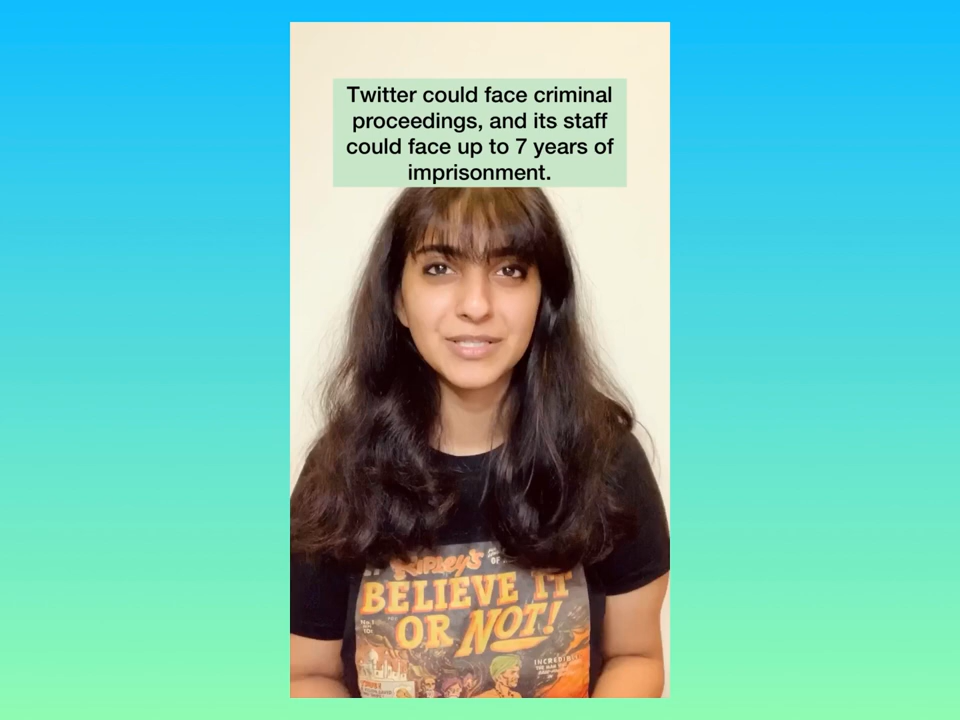 Twitter could face criminal
proceedings, and its staff
could face up to 7 years of
imprisonment.
Ripley's
BELIEVE IT
OR NOT!
INCREDIBLE